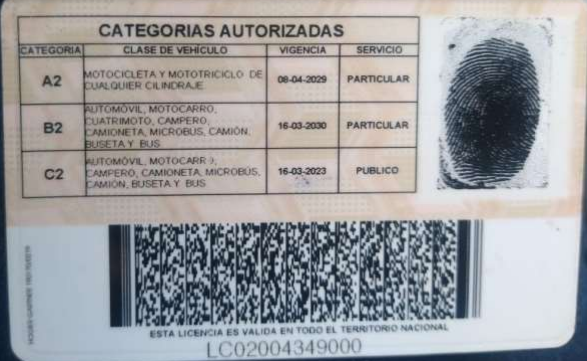 CATEGORIAS AUTORIZADAS
CATEGORIA CLASE DE VEHÍCULO VIGENCIA SERVICIO
A2 MOTOCICLETA Y MOTOTRICICLO DE CUALQUIER CILINDRAJE 08-04-2029 PARTICULAR
B2 AUTOMÓVIL, MOTOCARRO, CUATRIMOTO, CAMPERO, CAMIONETA, MICROBUS, CAMIÓN, BUSETA Y BUS 16-03-2030 PARTICULAR
C2 AUTOMÓVIL, MOTOCARR O, CAMPERO, CAMIONETA, MICROBÚS, CAMIÓN, BUSETA Y BUS 16-03-2023 PUBLICO
ESTA LICENCIA ES VALIDA EN TODO EL TERRITORIO NACIONAL
LC02004349000